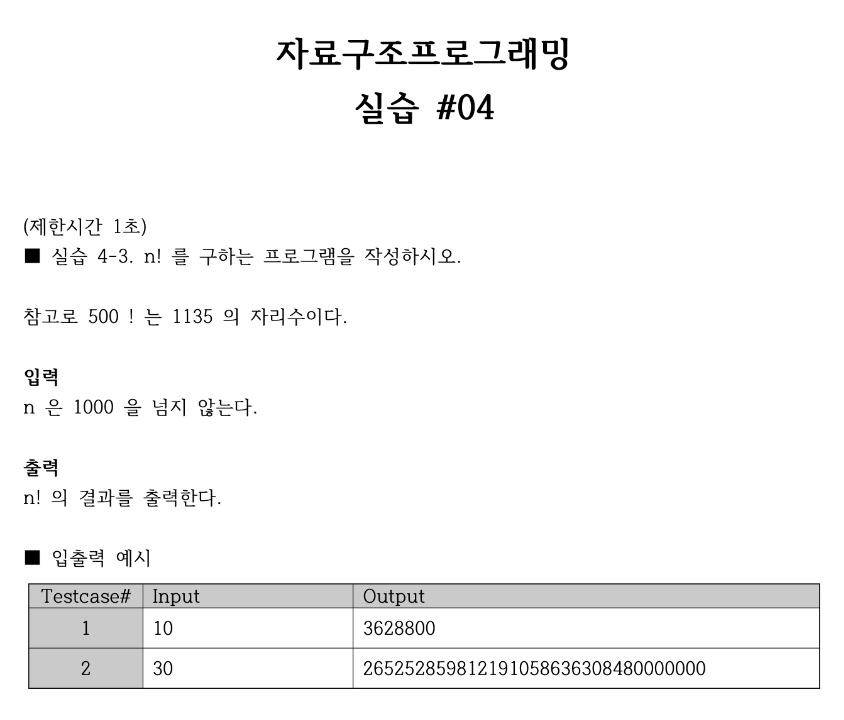 자료구조프로그래밍
실습 #04
(제한시간 1초)
■ 실습 4-3. n! 를 구하는 프로그램을 작성하시오.
참고로 500 ! 는 1135 의 자리수이다.
입력
n 은 1000 을 넘지 않는다.
출력
n! 의 결과를 출력한다.
■ 입출력 예시
Testcase# Input Output
1 10 3628800
2 30 265252859812191058636308480000000